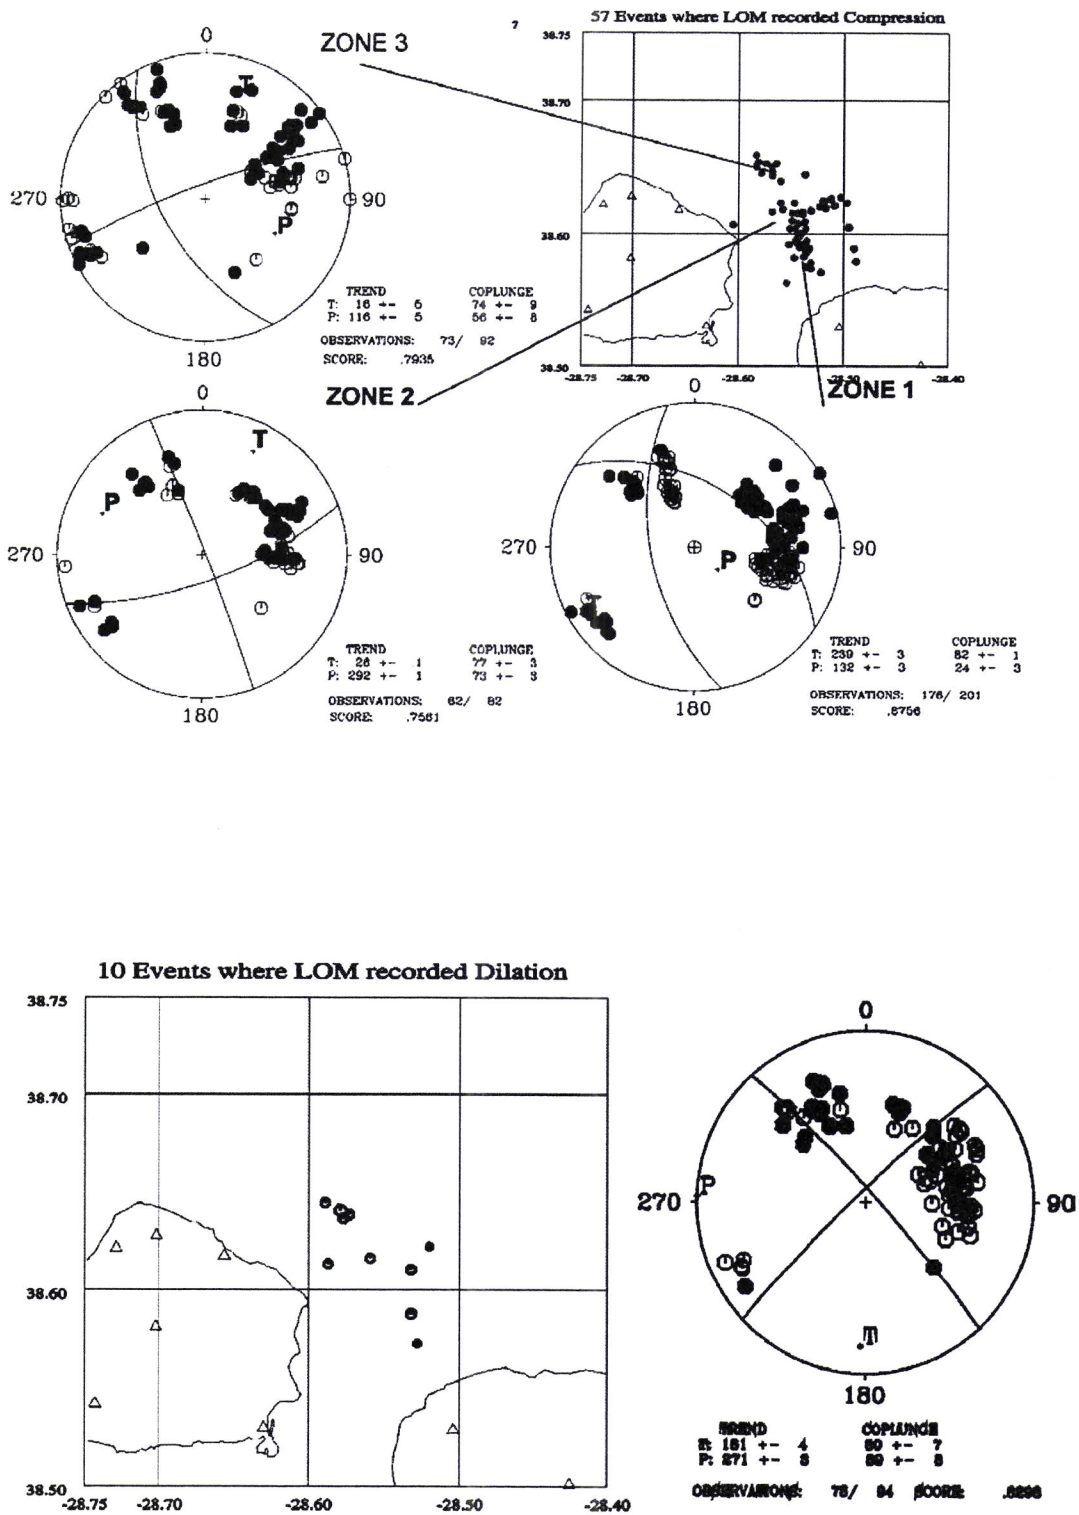 7
57 Events where LOM recorded Compression
ZONE 3
0
270
90
180
T
P
TREND COPLUNGE
T: 16 +- 5 74 +- 9
P: 116 +- 5 56 +- 8
OBSERVATIONS: 73/ 92
SCORE: .7935
38.75
38.70
38.60
38.50
-28.75
-28.70
-28.60
-28.50
-28.40
ZONE 2
ZONE 1
0
270
90
180
T
P
TREND COPLUNGE
T: 26 +- 1 77 +- 3
P: 292 +- 1 73 +- 3
OBSERVATIONS: 62/ 82
SCORE: .7561
0
270
90
180
T
P
TREND COPLUNGE
T: 239 +- 3 82 +- 1
P: 132 +- 3 24 +- 3
OBSERVATIONS: 176/ 201
SCORE: .8756
10 Events where LOM recorded Dilation
38.75
38.70
38.60
38.50
-28.75
-28.70
-28.60
-28.50
-28.40
0
270
90
180
P
T
TREND COPLUNGE
181 +- 4 +- 7
P: 271 +- +-
OBSERVATIONS: SCORE: